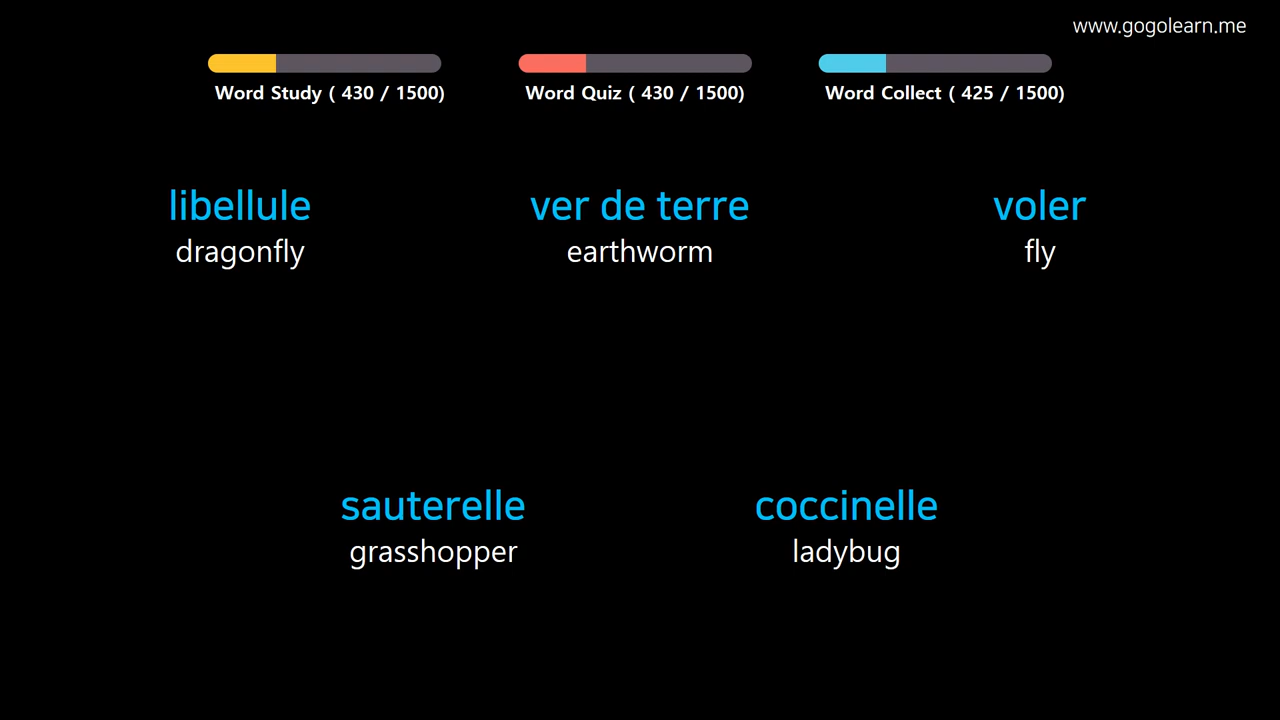 www.gogolearn.me
Word Study ( 430 / 1500)
Word Quiz ( 430 / 1500)
Word Collect ( 425 / 1500)
libellule
dragonfly
ver de terre
earthworm
voler
fly
sauterelle
grasshopper
coccinelle
ladybug